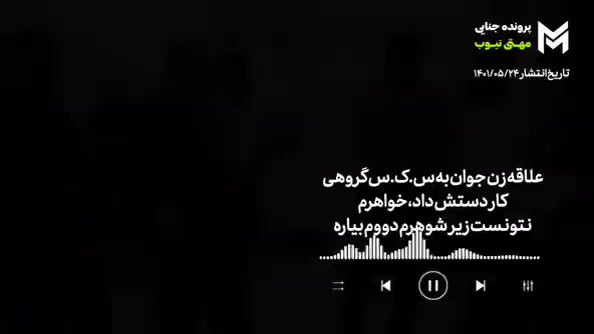 پرونده جنایی
مهتی تیوب
تاریخ انتشار ۱۴۰۱/۰۵/۲۴
علاقه زن جوان به س.ک.س گروهی
کار دستش داد، خواهرم
نتونست زیر شوهرم دووم بیاره